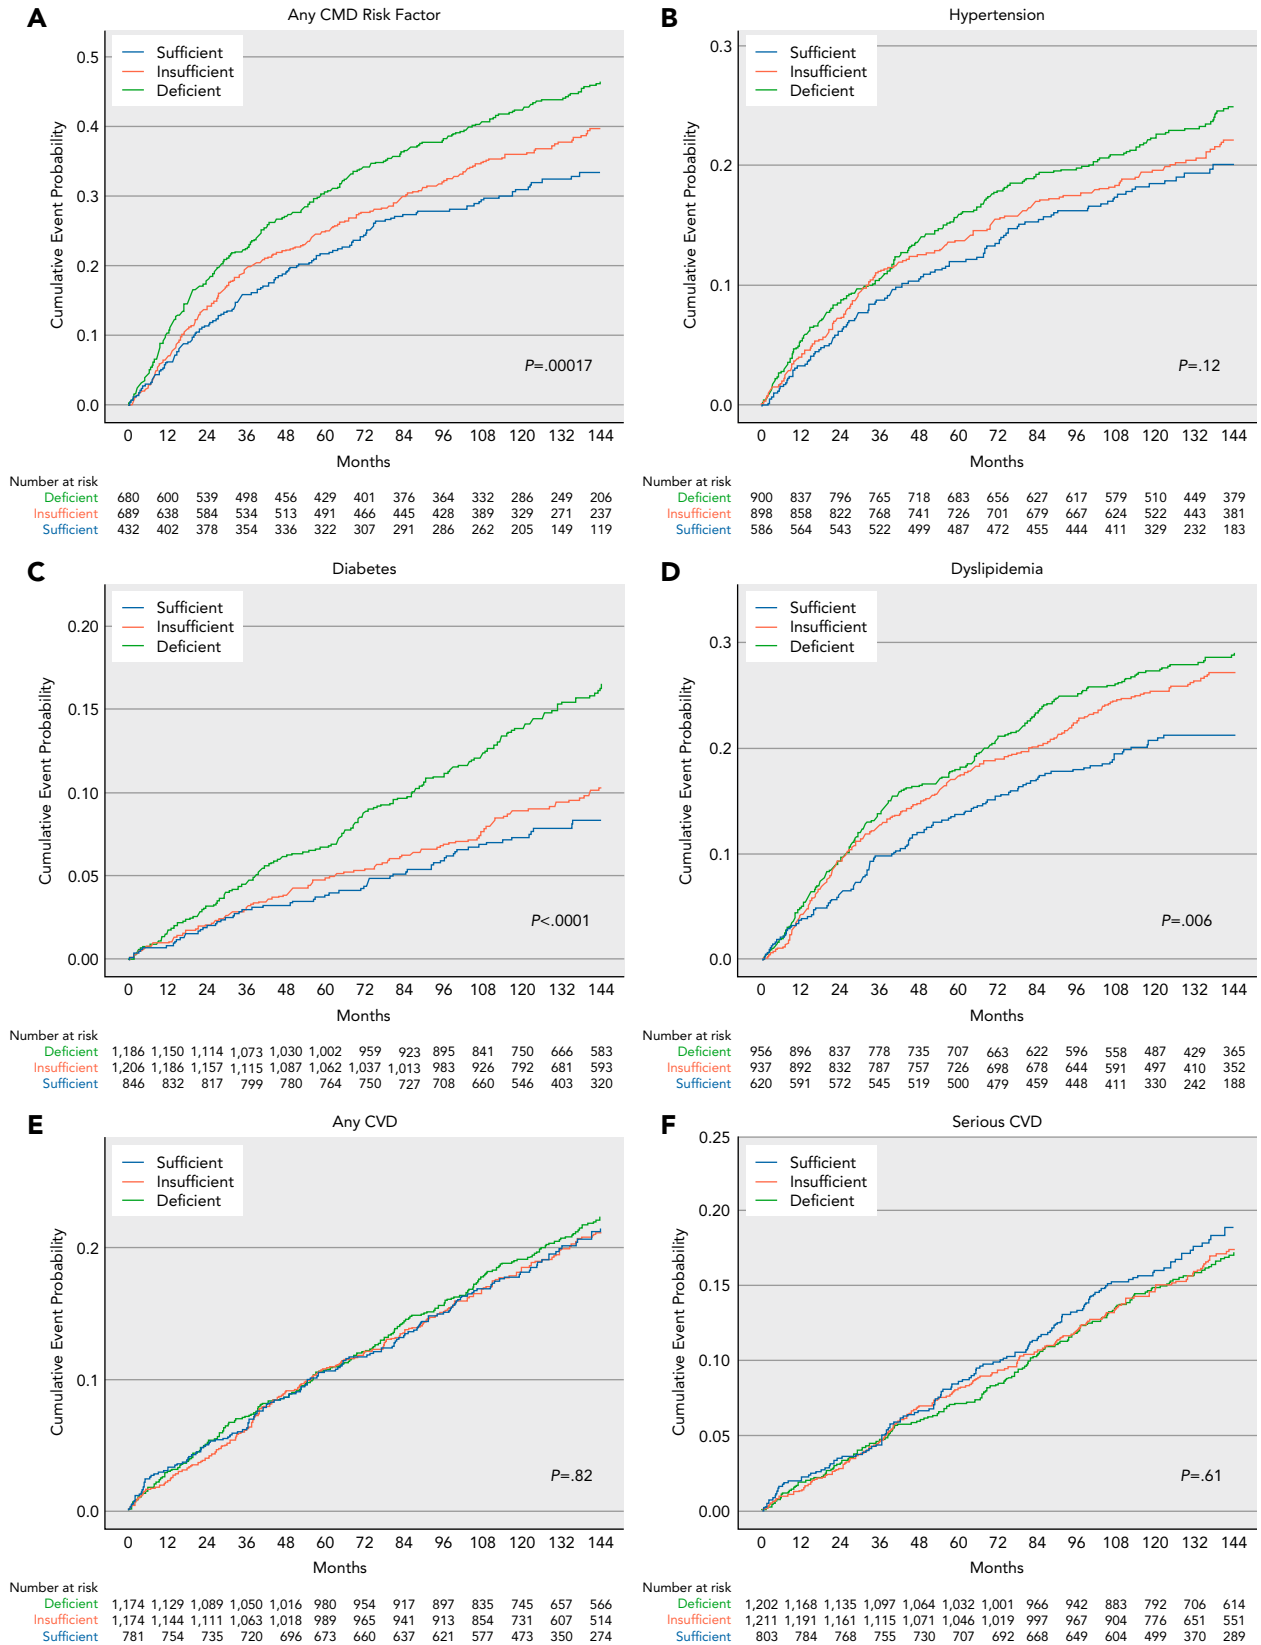 A
Any CMD Risk Factor
Sufficient
Insufficient
Deficient
Cumulative Event Probability
0.5
0.4
0.3
0.2
0.1
0.0
P=.00017
0 12 24 36 48 60 72 84 96 108 120 132 144
Months
Number at risk
Deficient 680 600 539 498 456 429 401 376 364 332 286 249 206
Insufficient 689 638 584 534 513 491 466 445 428 389 329 271 237
Sufficient 432 402 378 354 336 322 307 291 286 262 205 149 119
B
Hypertension
Sufficient
Insufficient
Deficient
Cumulative Event Probability
0.3
0.2
0.1
0.0
P=.12
0 12 24 36 48 60 72 84 96 108 120 132 144
Months
Number at risk
Deficient 900 837 796 765 718 683 656 627 617 579 510 449 379
Insufficient 898 858 822 768 741 726 701 679 667 624 522 443 381
Sufficient 586 564 543 522 499 487 472 455 444 411 329 232 183
C
Diabetes
Sufficient
Insufficient
Deficient
Cumulative Event Probability
0.20
0.15
0.10
0.05
0.00
P<.0001
0 12 24 36 48 60 72 84 96 108 120 132 144
Months
Number at risk
Deficient 1,186 1,150 1,114 1,073 1,030 1,002 959 923 895 841 750 666 583
Insufficient 1,206 1,186 1,157 1,115 1,087 1,062 1,037 1,013 983 926 792 681 593
Sufficient 846 832 817 799 780 764 750 727 708 660 546 403 320
D
Dyslipidemia
Sufficient
Insufficient
Deficient
Cumulative Event Probability
0.3
0.2
0.1
0.0
P=.006
0 12 24 36 48 60 72 84 96 108 120 132 144
Months
Number at risk
Deficient 956 896 837 778 735 707 663 622 596 558 487 429 365
Insufficient 937 892 832 787 757 726 698 678 644 591 497 410 352
Sufficient 620 591 572 545 519 500 479 459 448 411 330 242 188
E
Any CVD
Sufficient
Insufficient
Deficient
Cumulative Event Probability
0.2
0.1
0.0
P=.82
0 12 24 36 48 60 72 84 96 108 120 132 144
Months
Number at risk
Deficient 1,174 1,129 1,089 1,050 1,016 980 954 917 897 835 745 657 566
Insufficient 1,174 1,144 1,111 1,063 1,018 989 965 941 913 854 731 607 514
Sufficient 781 754 735 720 696 673 660 637 621 577 473 350 274
F
Serious CVD
Sufficient
Insufficient
Deficient
Cumulative Event Probability
0.25
0.20
0.15
0.10
0.05
0.00
P=.61
0 12 24 36 48 60 72 84 96 108 120 132 144
Months
Number at risk
Deficient 1,202 1,168 1,135 1,097 1,064 1,032 1,001 966 942 883 792 706 614
Insufficient 1,211 1,191 1,161 1,115 1,071 1,046 1,019 997 967 904 776 651 551
Sufficient 803 784 768 755 730 707 692 668 649 604 499 370 289